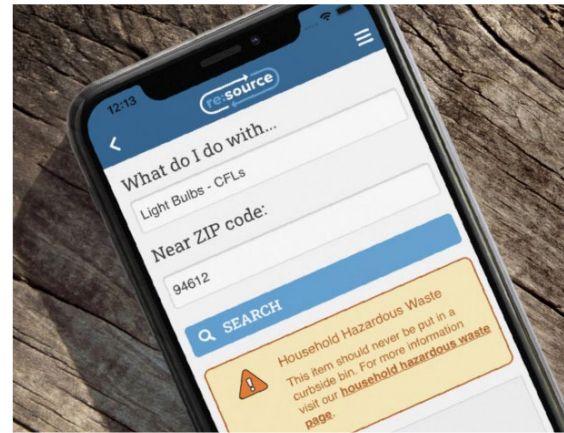 12:13
re:source
What do I do with...
Light Bulbs - CFLs
Near ZIP code:
94612
SEARCH
Household Hazardous Waste
This item should never be put in a
curbside bin. For more information
visit our household hazardous waste
page.